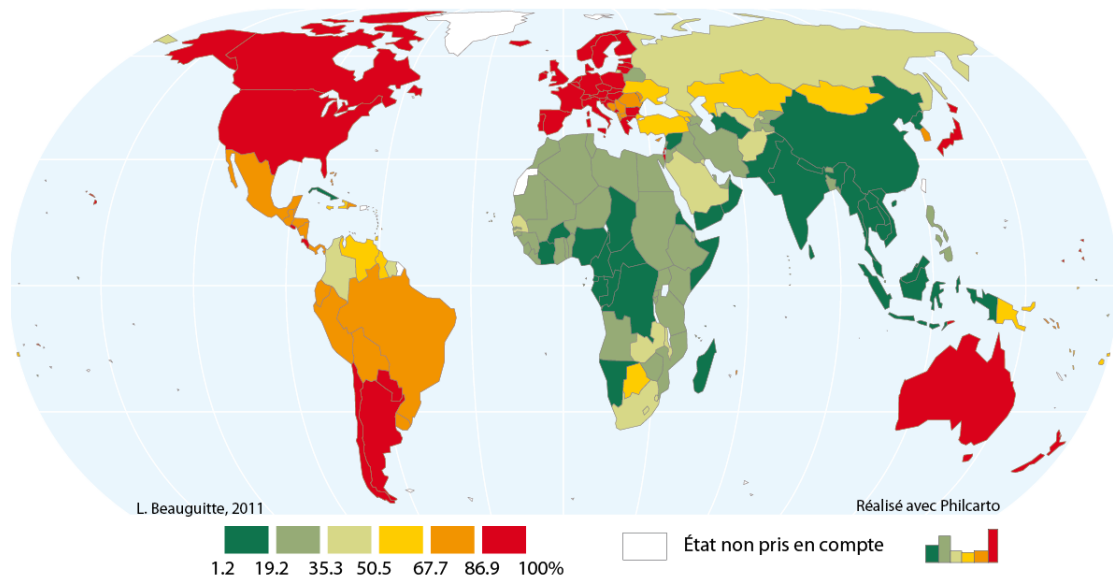 L. Beauguitte, 2011
Réalisé avec Philcarto
1.2 19.2 35.3 50.5 67.7 86.9 100%
État non pris en compte